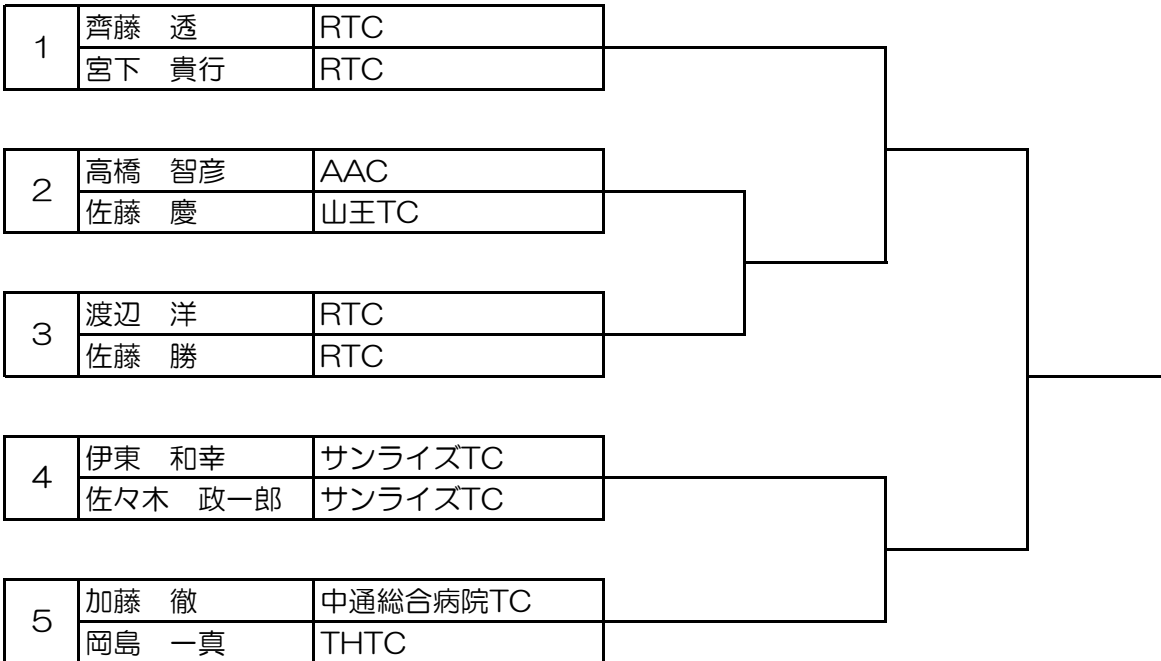 1
齊藤　透 RTC
宮下　貴行 RTC
2
高橋　智彦 AAC
佐藤　慶 山王TC
3
渡辺　洋 RTC
佐藤　勝 RTC
4
伊東　和幸 サンライズTC
佐々木　政一郎 サンライズTC
5
加藤　徹 中通総合病院TC
岡島　一真 THTC